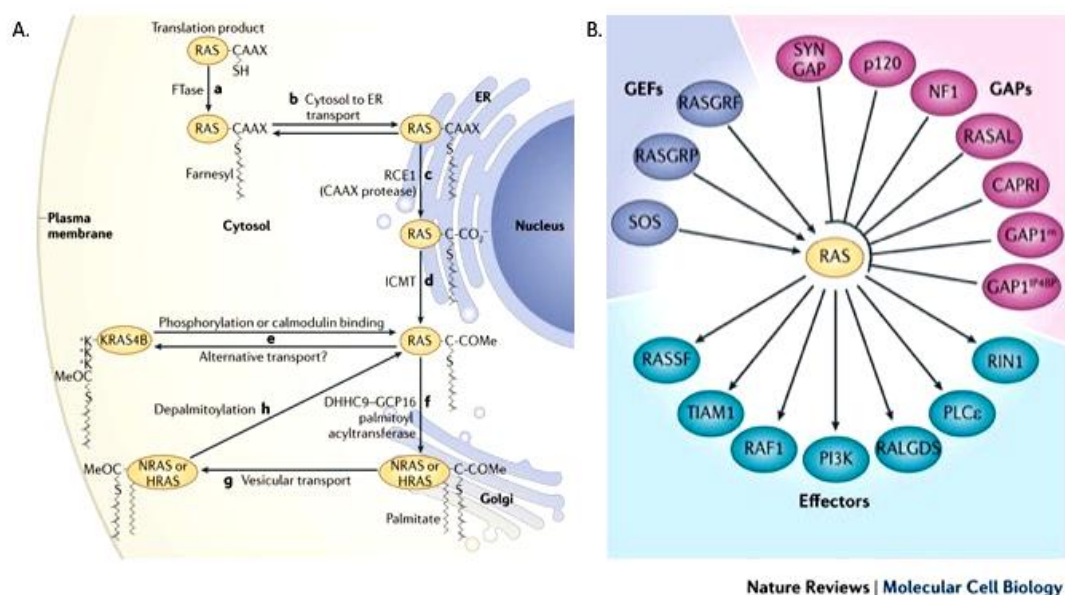 A.
Translation product
RAS CAAX
SH
FTase a
b Cytosol to ER
transport
ER
RAS CAAX
RAS CAAX
S
S
Farnesyl
RCE1 c
(CAAX protease)
Plasma
membrane
Cytosol
Nucleus
RAS C-CO₂⁻
S
ICMT d
Phosphorylation or calmodulin binding
⁺K KRAS4B
⁺K
⁺K
e
RAS C-COMe
Alternative transport?
MeOC
S
S
Depalmitoylation h
DHHC9–GCP16 f
palmitoyl
acyltransferase
MeOC NRAS or
HRAS
g Vesicular transport
NRAS or
HRAS C-COMe
S
S
Golgi
Palmitate
B.
GEFs
GAPs
SYN
GAP
p120
NF1
RASAL
CAPRI
GAP1ᵐ
GAP1ᴵᴾ⁴ᴮᴾ
RASGRF
RASGRP
SOS
RAS
RASSF
TIAM1
RAF1
PI3K
RALGDS
PLCε
RIN1
Effectors
Nature Reviews | Molecular Cell Biology